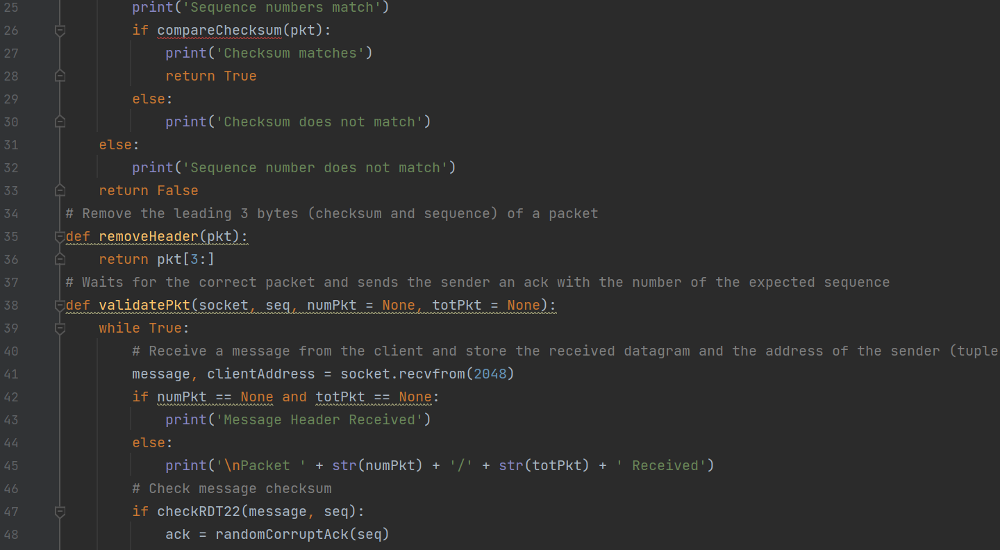 25 print('Sequence numbers match')
26 if compareChecksum(pkt):
27 print('Checksum matches')
28 return True
29 else:
30 print('Checksum does not match')
31 else:
32 print('Sequence number does not match')
33 return False
34 # Remove the leading 3 bytes (checksum and sequence) of a packet
35 def removeHeader(pkt):
36 return pkt[3:]
37 # Waits for the correct packet and sends the sender an ack with the number of the expected sequence
38 def validatePkt(socket, seq, numPkt = None, totPkt = None):
39 while True:
40 # Receive a message from the client and store the received datagram and the address of the sender (tuple
41 message, clientAddress = socket.recvfrom(2048)
42 if numPkt == None and totPkt == None:
43 print('Message Header Received')
44 else:
45 print('\nPacket ' + str(numPkt) + '/' + str(totPkt) + ' Received')
46 # Check message checksum
47 if checkRDT22(message, seq):
48 ack = randomCorruptAck(seq)